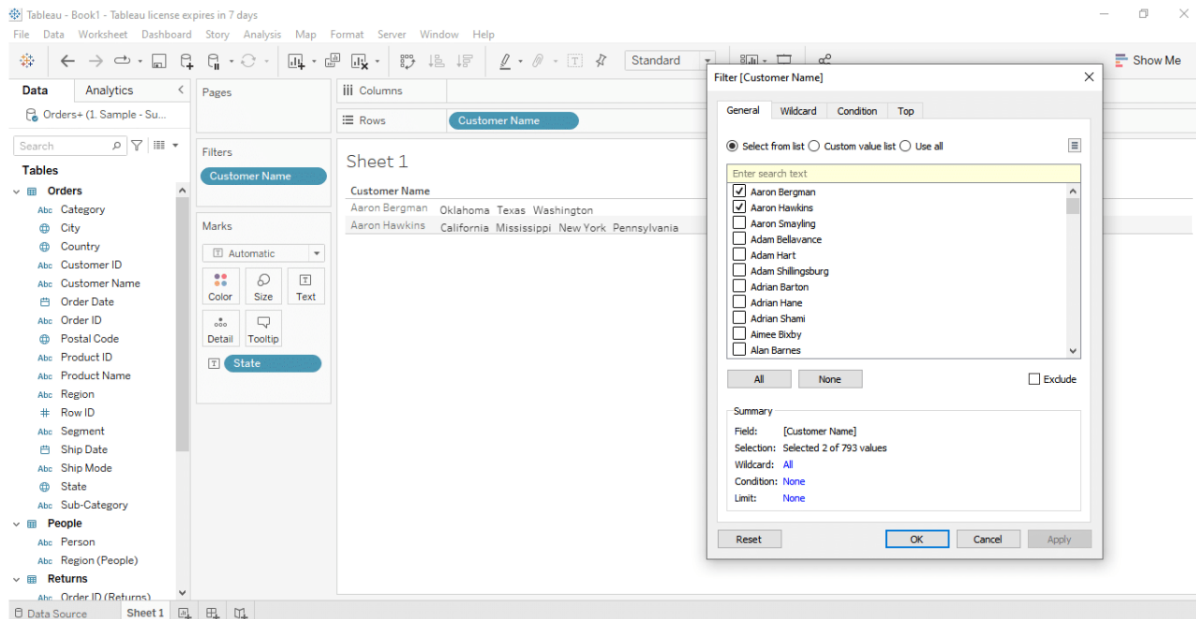 Tableau - Book1 - Tableau license expires in 7 days
File Data Worksheet Dashboard Story Analysis Map Format Server Window Help
Standard
Show Me
Data Analytics
Orders+ (1. Sample - Su...
Search
Tables
Orders
Abc Category
City
Country
Abc Customer ID
Abc Customer Name
Order Date
Abc Order ID
Postal Code
Abc Product ID
Abc Product Name
Abc Region
# Row ID
Abc Segment
Ship Date
Abc Ship Mode
State
Abc Sub-Category
People
Abc Person
Abc Region (People)
Returns
Abc Order ID (Returns)
Pages
Filters
Customer Name
Marks
T Automatic
Color Size Text
Detail Tooltip
T State
Columns
Rows Customer Name
Sheet 1
Customer Name
Aaron Bergman Oklahoma Texas Washington
Aaron Hawkins California Mississippi New York Pennsylvania
Filter [Customer Name]
General Wildcard Condition Top
Select from list Custom value list Use all
Enter search text
Aaron Bergman
Aaron Hawkins
Aaron Smayling
Adam Bellavance
Adam Hart
Adam Shillingsburg
Adrian Barton
Adrian Hane
Adrian Shami
Aimee Bixby
Alan Barnes
All None Exclude
Summary
Field: [Customer Name]
Selection: Selected 2 of 793 values
Wildcard: All
Condition: None
Limit: None
Reset OK Cancel Apply
Data Source Sheet 1